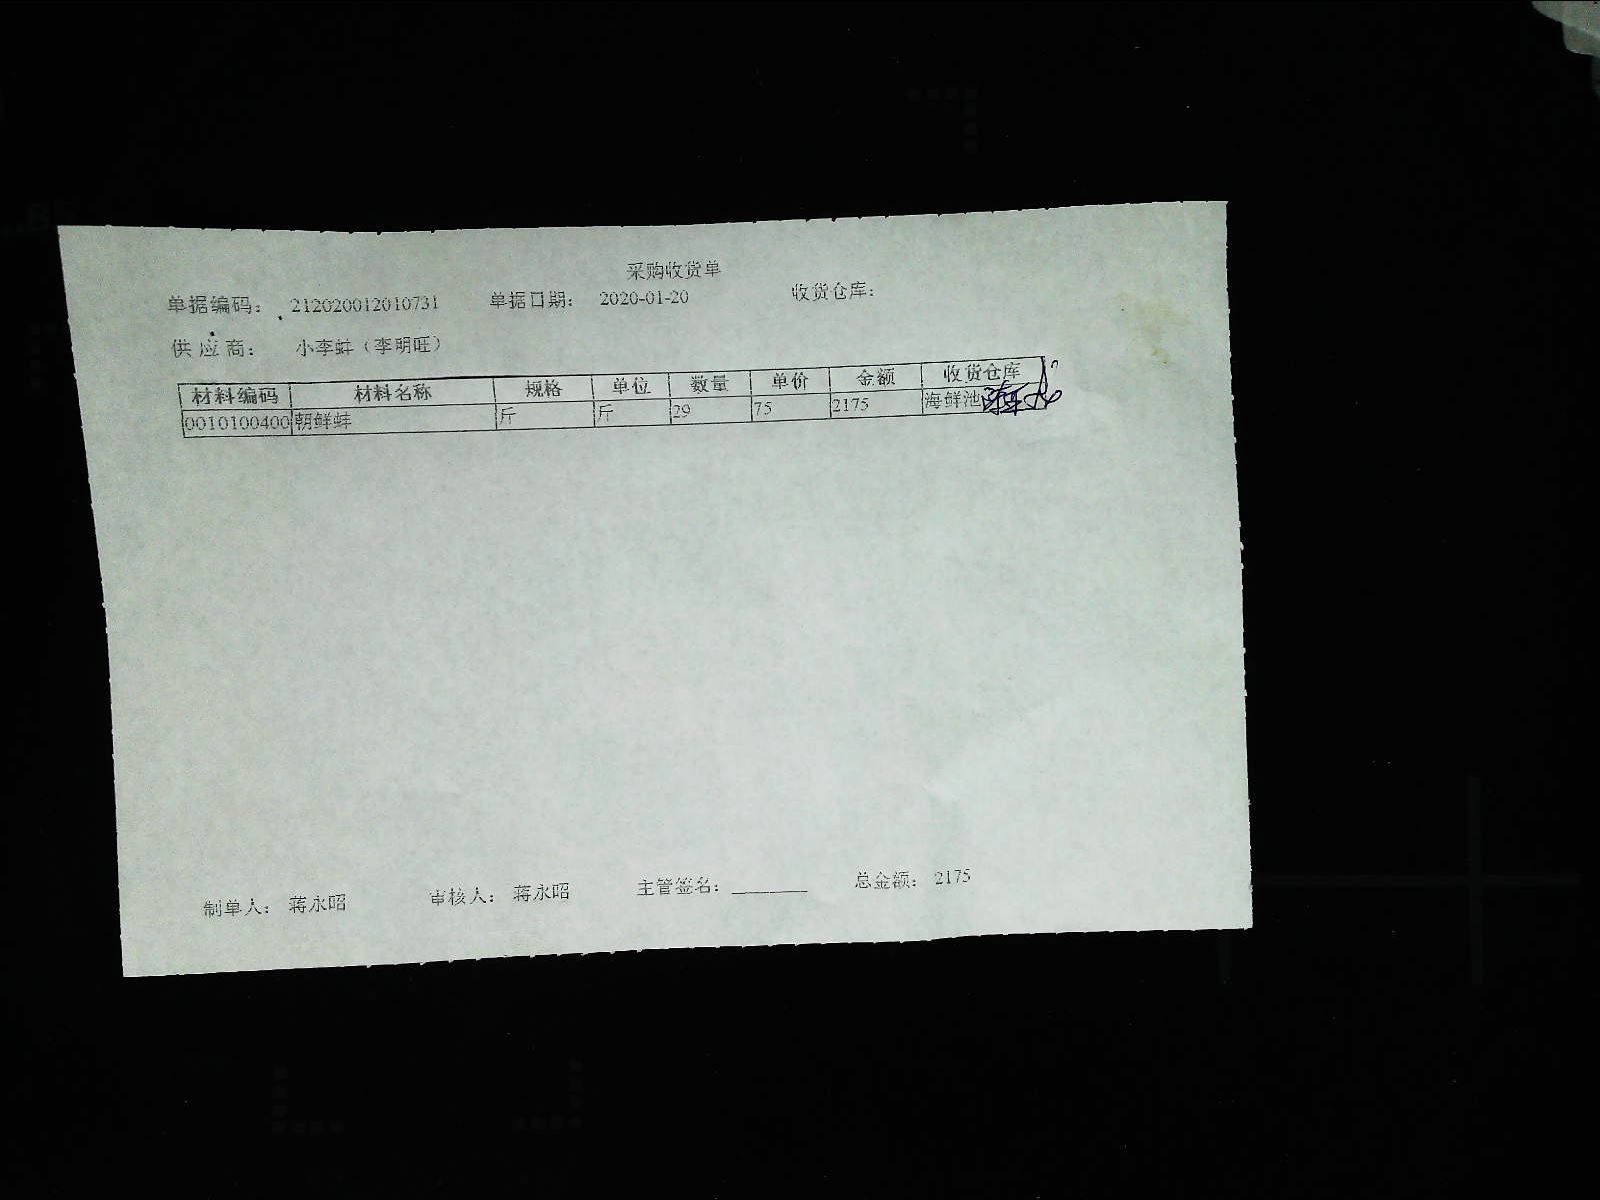 采购收货单
单据编码： 212020012010731 单据日期： 2020-01-20 收货仓库：
供应商： 小李蚌（李明旺）
材料编码 材料名称 规格 单位 数量 单价 金额 收货仓库
0010100400 朝鲜蚌 斤 斤 29 75 2175 海鲜池
制单人： 蒋永昭 审核人： 蒋永昭 主管签名： 总金额： 2175